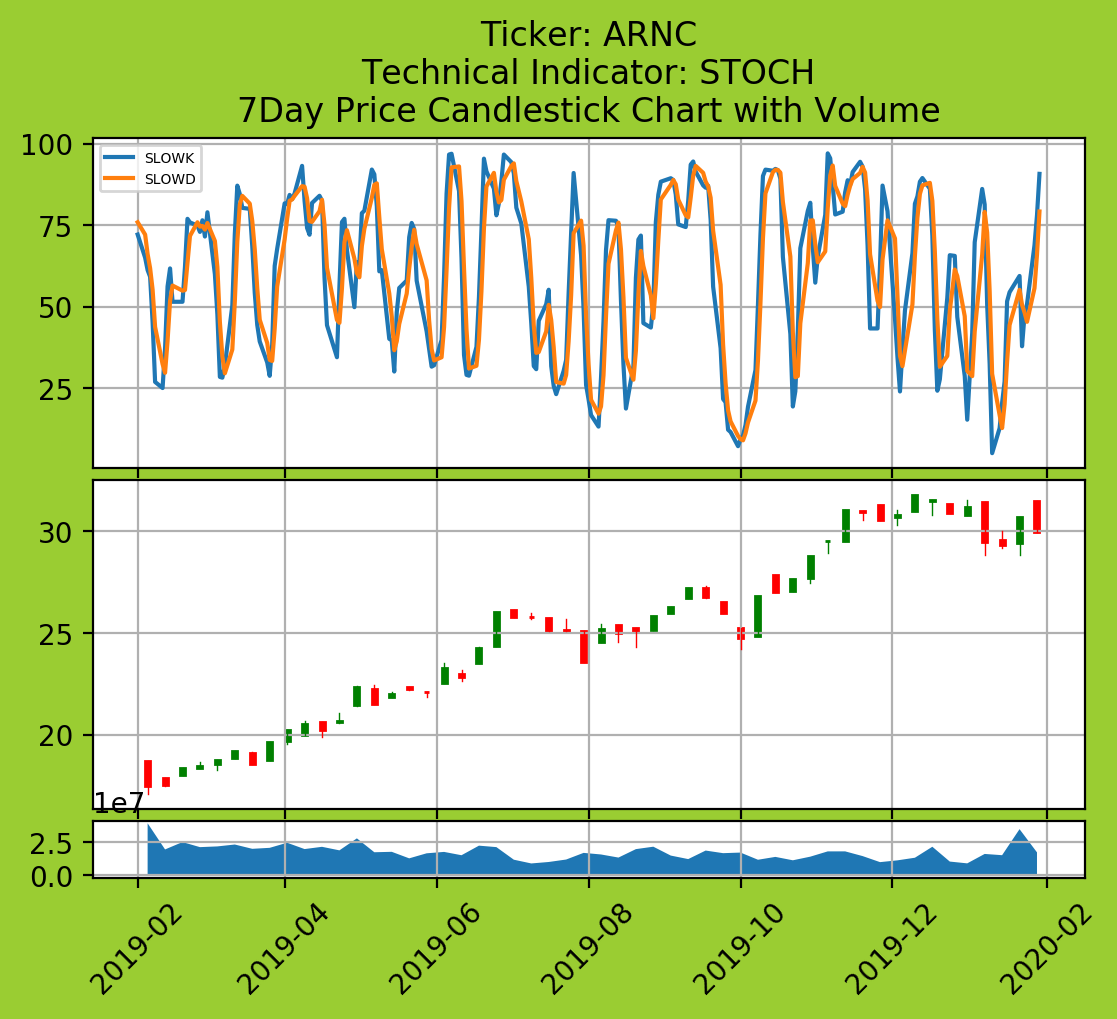 Ticker: ARNC
Technical Indicator: STOCH
7Day Price Candlestick Chart with Volume
100
75
50
25
SLOWK
SLOWD
30
25
20
1e7
2.5
0.0
2019-02
2019-04
2019-06
2019-08
2019-10
2019-12
2020-02